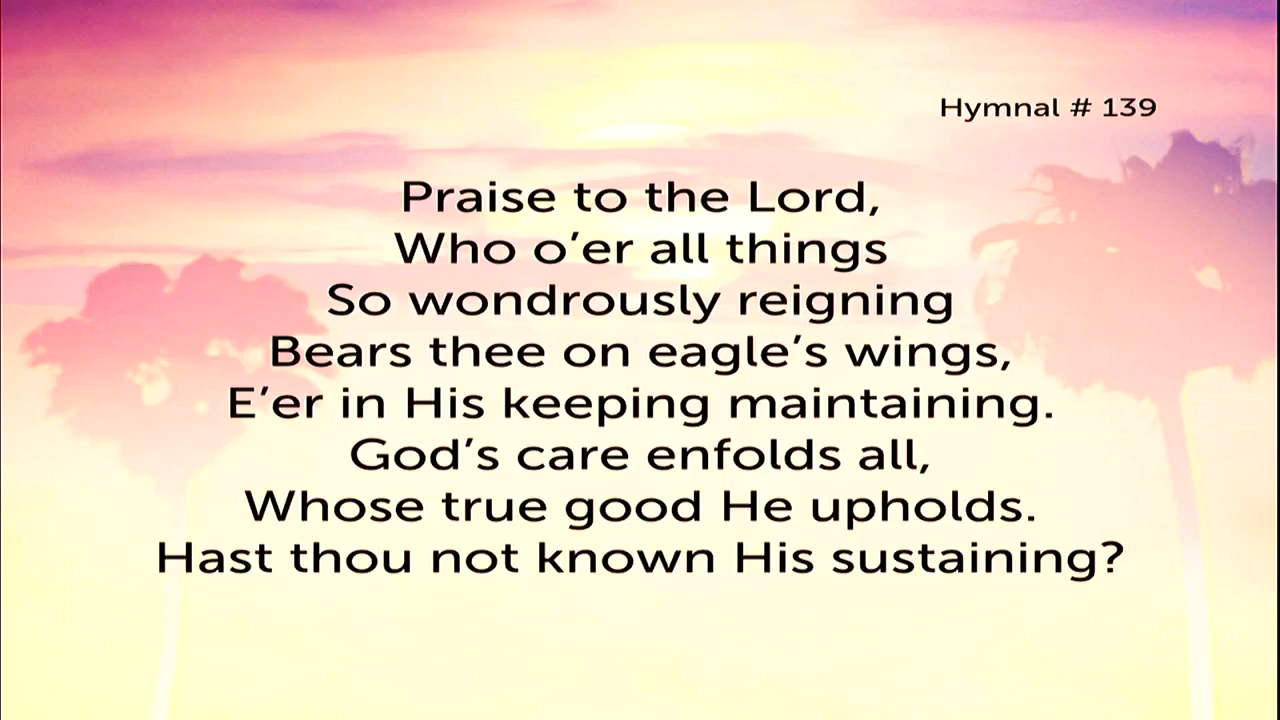 Hymnal # 139
Praise to the Lord,
Who o’er all things
So wondrously reigning
Bears thee on eagle’s wings,
E’er in His keeping maintaining.
God’s care enfolds all,
Whose true good He upholds.
Hast thou not known His sustaining?